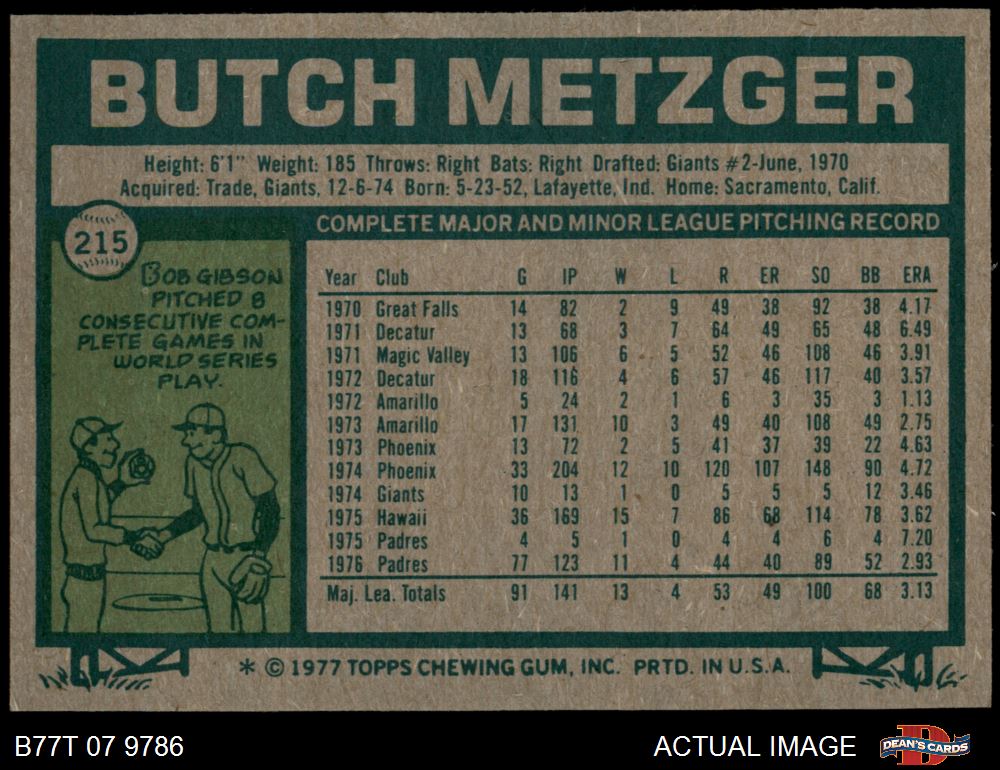 BUTCH METZGER
Height: 6'1" Weight: 185 Throws: Right Bats: Right Drafted: Giants #2-June, 1970
Acquired: Trade, Giants, 12-6-74 Born: 5-23-52, Lafayette, Ind. Home: Sacramento, Calif.
215
BOB GIBSON
PITCHED 8
CONSECUTIVE COM-
PLETE GAMES IN
WORLD SERIES
PLAY.
COMPLETE MAJOR AND MINOR LEAGUE PITCHING RECORD
Year Club G IP W L R ER SO BB ERA
1970 Great Falls 14 82 2 9 49 38 92 38 4.17
1971 Decatur 13 68 3 7 64 49 65 48 6.49
1971 Magic Valley 13 106 6 5 52 46 108 46 3.91
1972 Decatur 18 116 4 6 57 46 117 40 3.57
1972 Amarillo 5 24 2 1 6 3 35 3 1.13
1973 Amarillo 17 131 10 3 49 40 108 49 2.75
1973 Phoenix 13 72 2 5 41 37 39 22 4.63
1974 Phoenix 33 204 12 10 120 107 148 90 4.72
1974 Giants 10 13 1 0 5 5 5 12 3.46
1975 Hawaii 36 169 15 7 86 68 114 78 3.62
1975 Padres 4 5 1 0 4 4 6 4 7.20
1976 Padres 77 123 11 4 44 40 89 52 2.93
Maj. Lea. Totals 91 141 13 4 53 49 100 68 3.13
* © 1977 TOPPS CHEWING GUM, INC. PRTD. IN U.S.A.
B77T 07 9786
ACTUAL IMAGE
D
DEAN'S CARDS